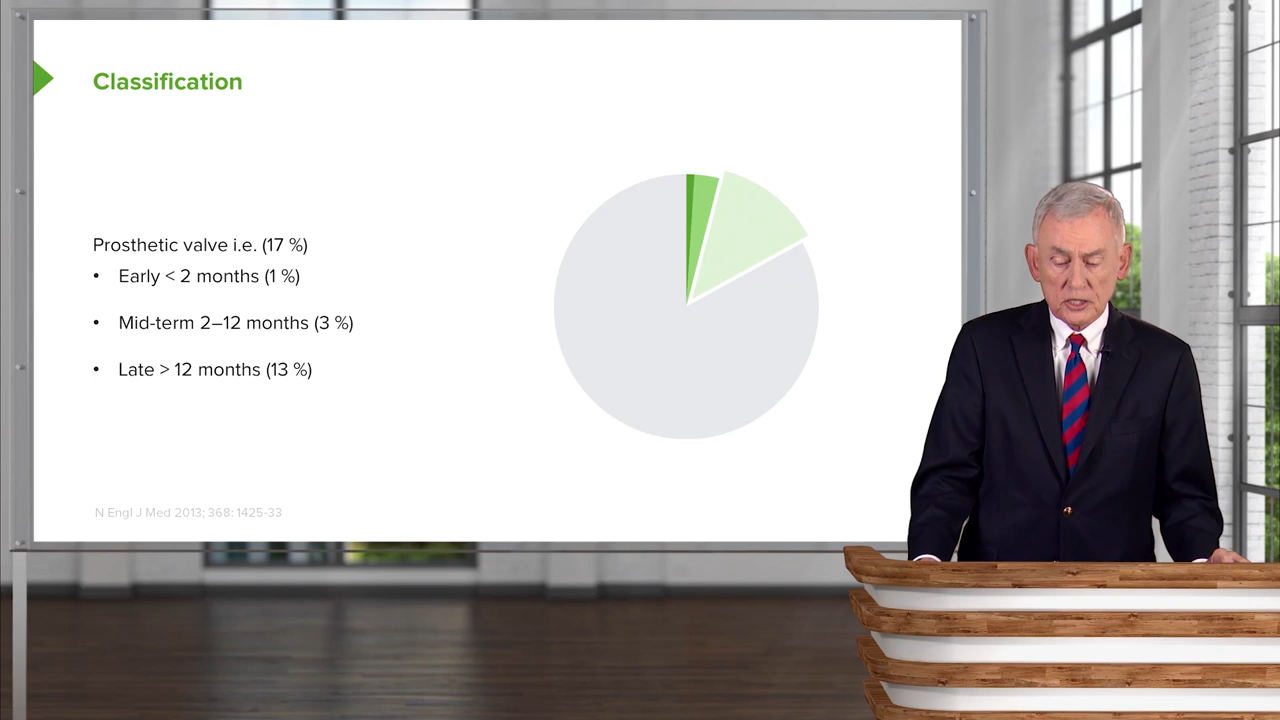 Classification
Prosthetic valve i.e. (17 %)
• Early < 2 months (1 %)
• Mid-term 2–12 months (3 %)
• Late > 12 months (13 %)
N Engl J Med 2013; 368: 1425-33